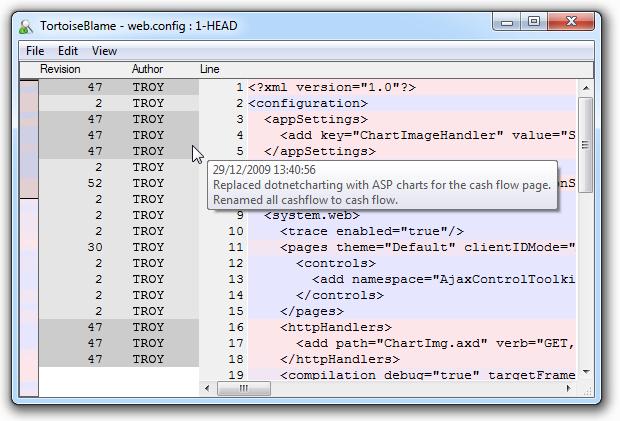 TortoiseBlame - web.config : 1-HEAD
File Edit View
Revision Author Line
47 TROY 1 <?xml version="1.0"?>
2 TROY 2 <configuration>
47 TROY 3 <appSettings>
47 TROY 4 <add key="ChartImageHandler" value="S
47 TROY 5 </appSettings>
2 TROY
29/12/2009 13:40:56
52 TROY
Replaced dotnetcharting with ASP charts for the cash flow page.
2 TROY
Renamed all cashflow to cash flow.
2 TROY 9 <system.web>
2 TROY 10 <trace enabled="true"/>
30 TROY 11 <pages theme="Default" clientIDMode="
2 TROY 12 <controls>
2 TROY 13 <add namespace="AjaxControlToolki
2 TROY 14 </controls>
2 TROY 15 </pages>
47 TROY 16 <httpHandlers>
47 TROY 17 <add path="ChartImg.axd" verb="GET,
47 TROY 18 </httpHandlers>
19 <compilation debug="true" targetFrame